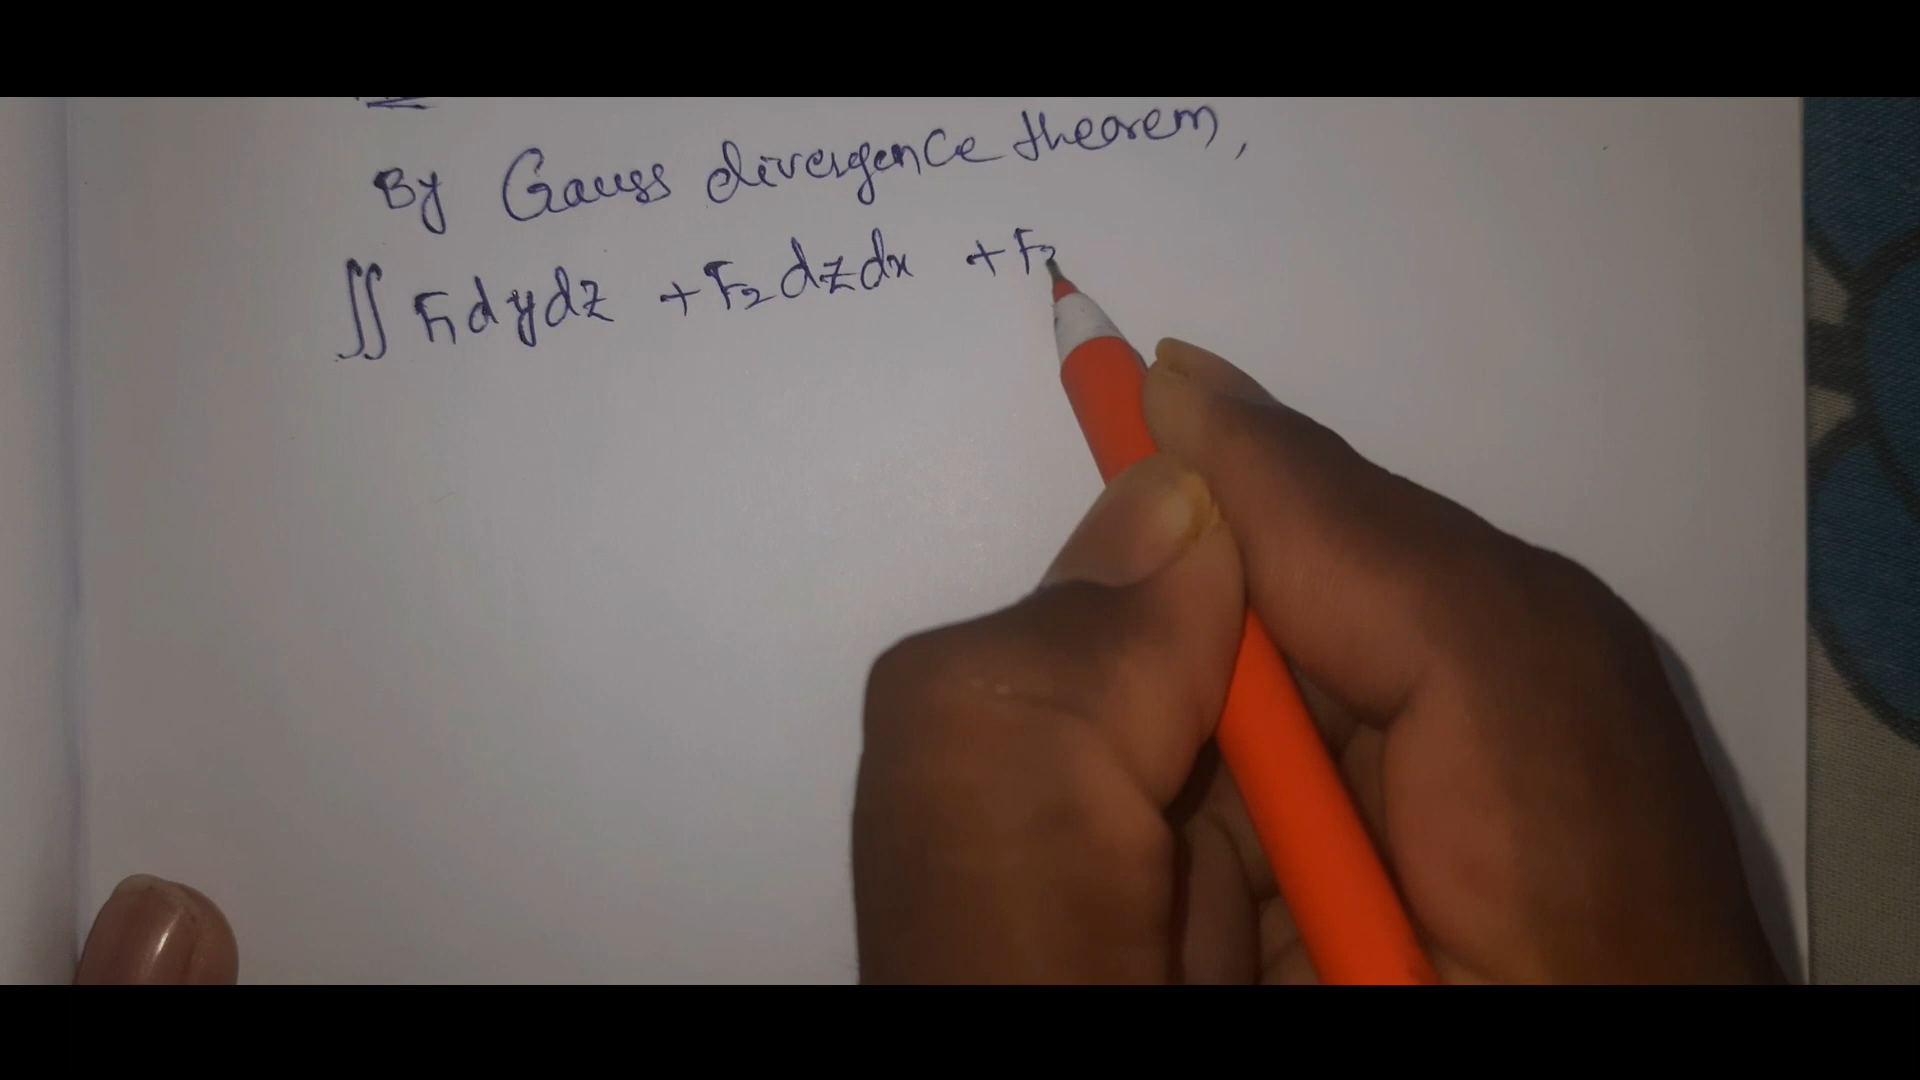 By Gauss divergence theorem,
∬ F₁dydz + F₂dzdx + F₃